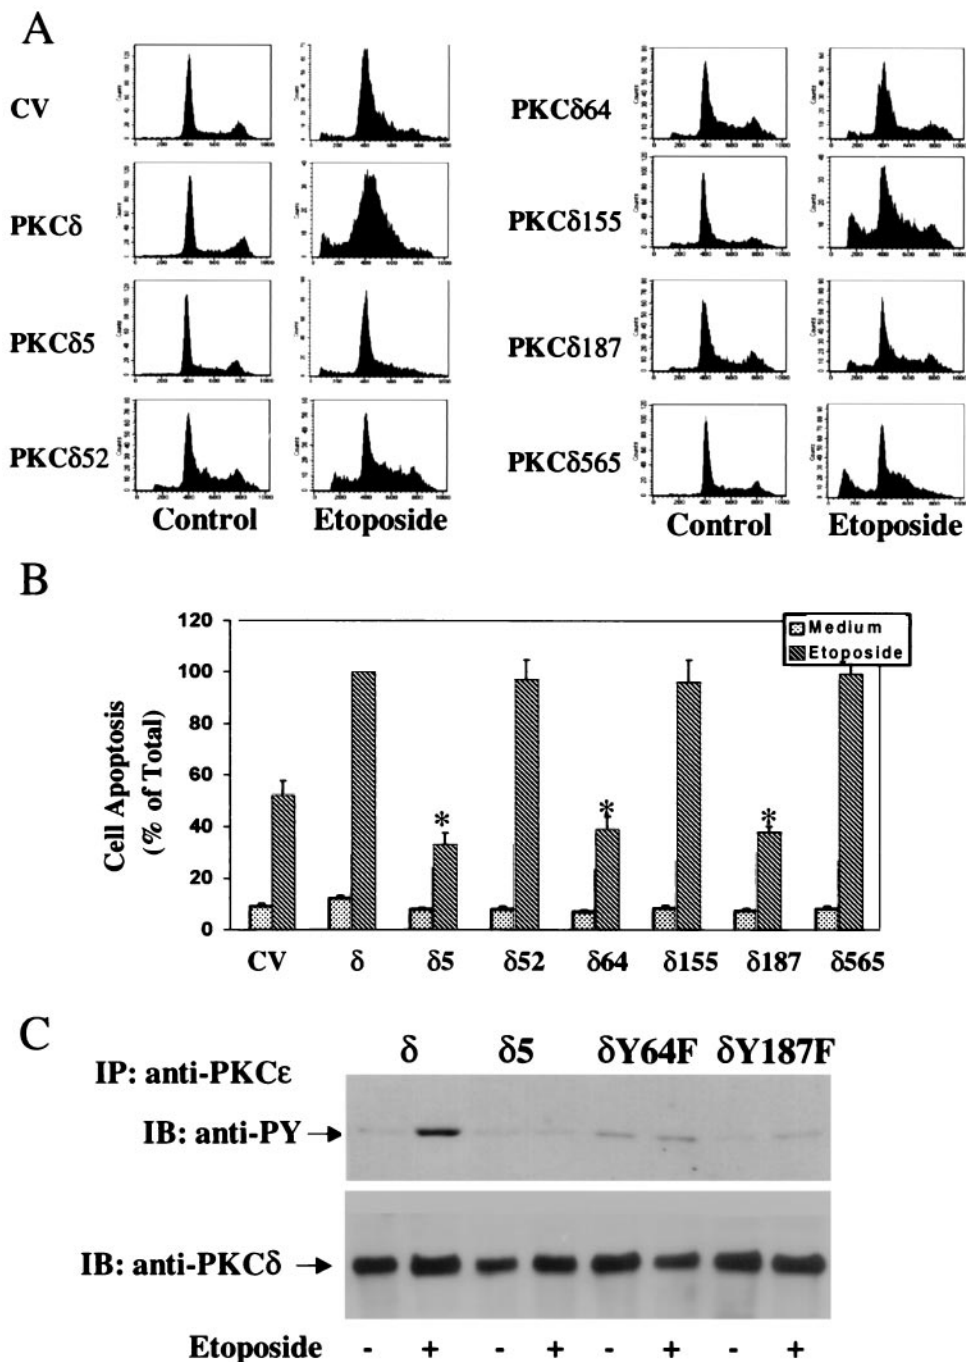 A
CV
PKCδ
PKCδ5
PKCδ52
Control
Etoposide
PKCδ64
PKCδ155
PKCδ187
PKCδ565
Control
Etoposide
B
Cell Apoptosis
(% of Total)
120
100
80
60
40
20
0
Medium
Etoposide
*
*
*
CV
δ
δ5
δ52
δ64
δ155
δ187
δ565
C
δ
δ5
δY64F
δY187F
IP: anti-PKCε
IB: anti-PY
IB: anti-PKCδ
Etoposide
- + - + - + - +